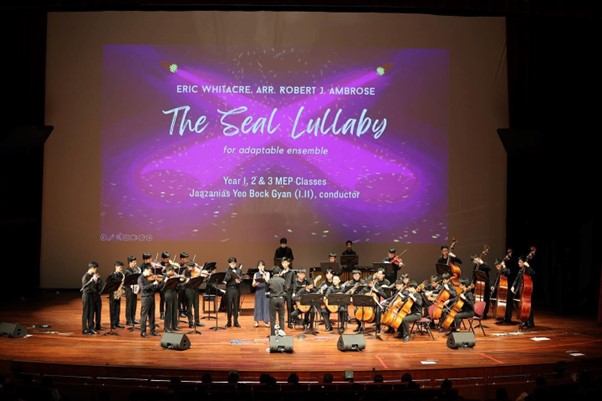 ERIC WHITACRE, ARR. ROBERT J. AMBROSE
The Seal Lullaby
for adaptable ensemble
Year 1, 2 & 3 MEP Classes
Jaazanias Yeo Bock Gyan (I.II), conductor